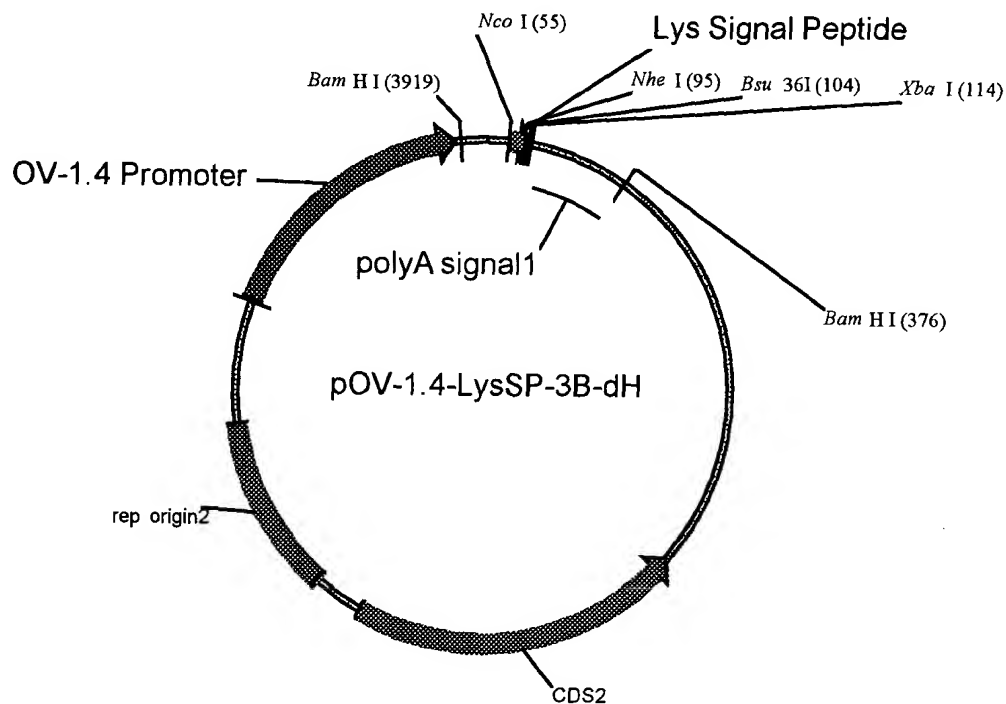 Nco I (55)
Lys Signal Peptide
Bam H I (3919)
Nhe I (95)
Bsu 36I (104)
Xba I (114)
OV-1.4 Promoter
polyA signal1
Bam H I (376)
pOV-1.4-LysSP-3B-dH
rep origin2
CDS2